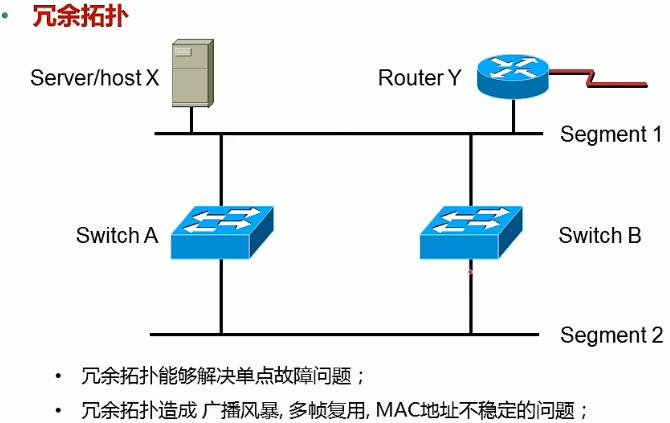 冗余拓扑
Server/host X
Router Y
Segment 1
Switch A
Switch B
Segment 2
冗余拓扑能够解决单点故障问题；
冗余拓扑造成 广播风暴, 多帧复用, MAC地址不稳定的问题；